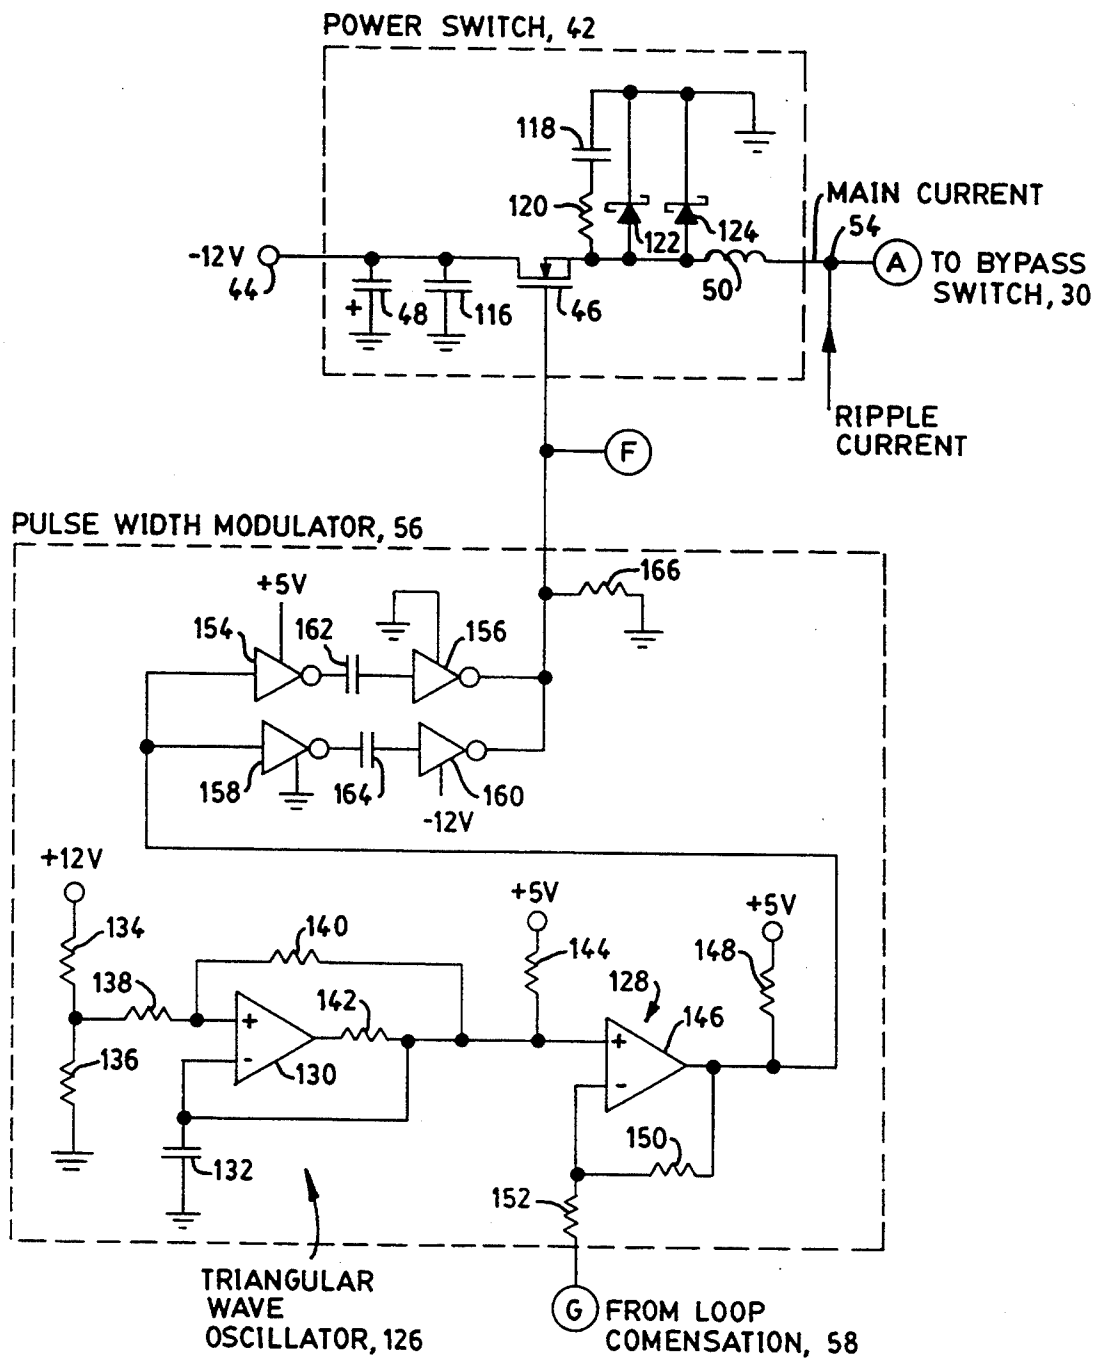 POWER SWITCH, 42
118
120
122
124
MAIN CURRENT
54
-12V
44
+
48
116
46
50
A
TO BYPASS
SWITCH, 30
RIPPLE
CURRENT
F
PULSE WIDTH MODULATOR, 56
166
+5V
154
162
156
158
164
160
-12V
+12V
134
138
136
140
142
+
-
130
132
+5V
144
128
146
+
-
+5V
148
150
152
TRIANGULAR
WAVE
OSCILLATOR, 126
G
FROM LOOP
COMENSATION, 58